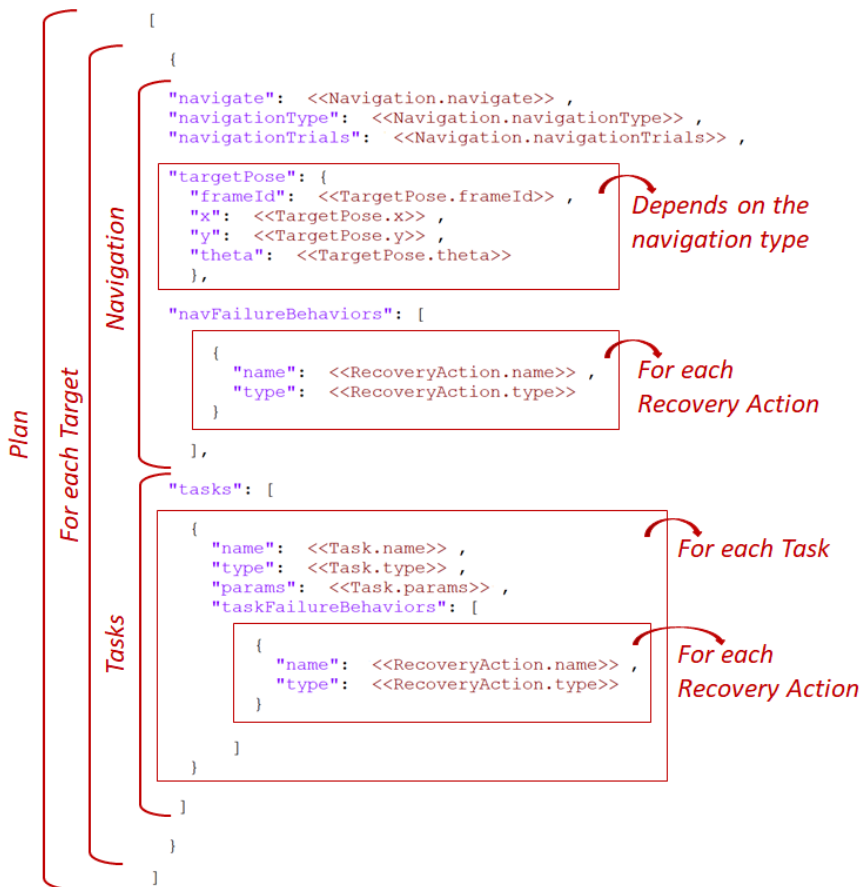 [
{
"navigate": <<Navigation.navigate>> ,
"navigationType": <<Navigation.navigationType>> ,
"navigationTrials": <<Navigation.navigationTrials>> ,
"targetPose": {
"frameId": <<TargetPose.frameId>> ,
"x": <<TargetPose.x>> ,
"y": <<TargetPose.y>> ,
"theta": <<TargetPose.theta>>
},
Depends on the
navigation type
"navFailureBehaviors": [
{
"name": <<RecoveryAction.name>> ,
"type": <<RecoveryAction.type>>
}
For each
Recovery Action
],
Navigation
Plan
For each Target
"tasks": [
{
"name": <<Task.name>> ,
"type": <<Task.type>> ,
"params": <<Task.params>> ,
"taskFailureBehaviors": [
For each Task
{
"name": <<RecoveryAction.name>> ,
"type": <<RecoveryAction.type>>
}
For each
Recovery Action
]
}
Tasks
]
}
]